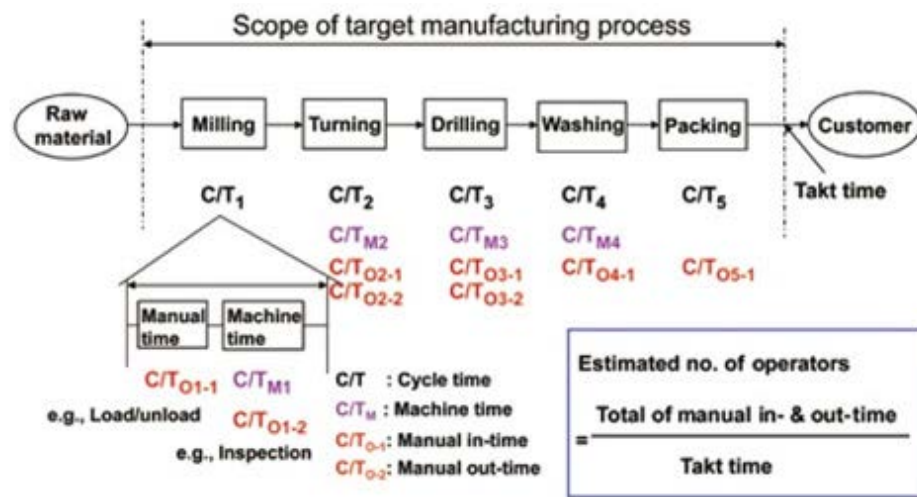 Scope of target manufacturing process
Raw
material
Milling
Turning
Drilling
Washing
Packing
Customer
Takt time
C/T1
C/T2
C/T3
C/T4
C/T5
C/TM2
C/TM3
C/TM4
C/TO2-1
C/TO3-1
C/TO4-1
C/TO5-1
C/TO2-2
C/TO3-2
Manual
time
Machine
time
C/TO1-1
C/TM1
e.g., Load/unload
C/TO1-2
e.g., Inspection
C/T : Cycle time
C/TM : Machine time
C/TO-1: Manual in-time
C/TO-2: Manual out-time
Estimated no. of operators
= Total of manual in- & out-time
Takt time